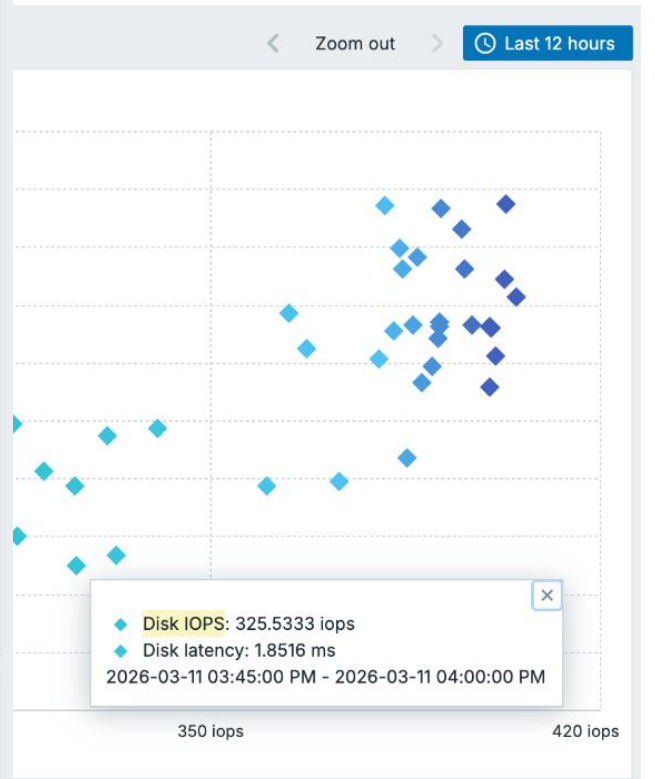 Zoom out
Last 12 hours
Disk IOPS: 325.5333 iops
Disk latency: 1.8516 ms
2026-03-11 03:45:00 PM - 2026-03-11 04:00:00 PM
350 iops
420 iops